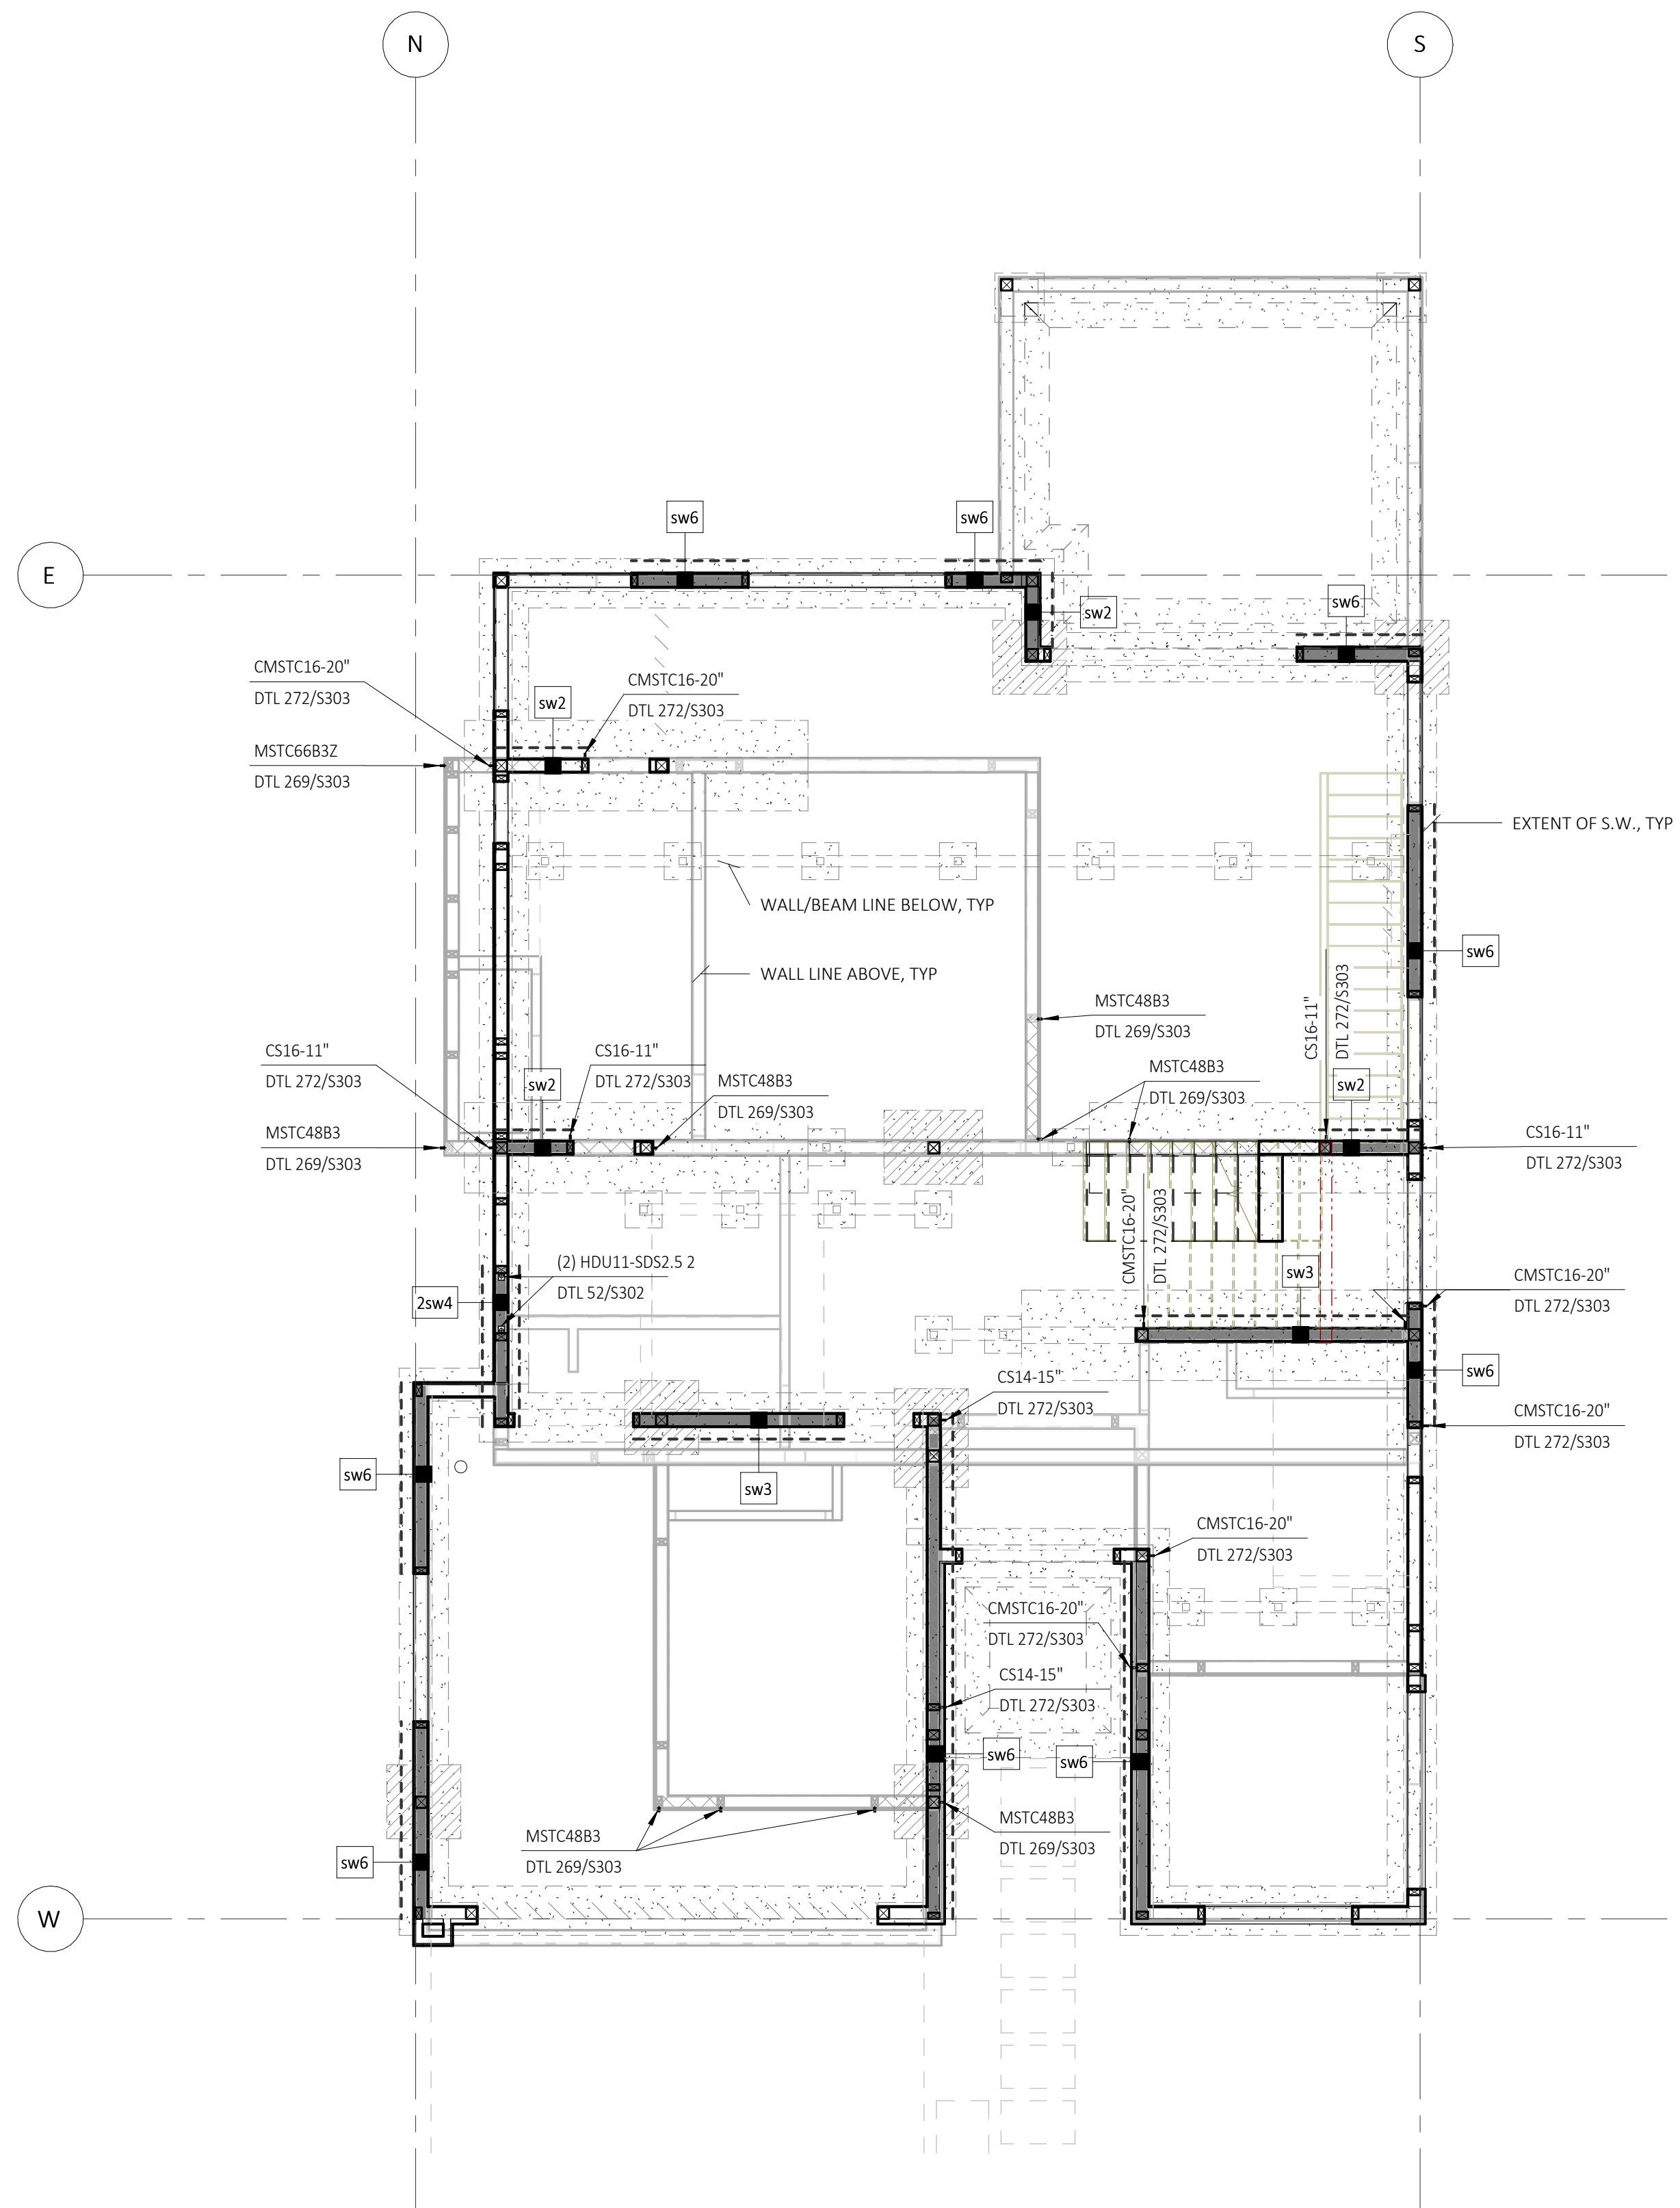 N
S
E
sw6
sw6
sw6
sw2
CMSTC16-20"
DTL 272/S303
CMSTC16-20"
DTL 272/S303
sw2
MSTC66B3Z
DTL 269/S303
EXTENT OF S.W., TYP
WALL/BEAM LINE BELOW, TYP
sw6
WALL LINE ABOVE, TYP
MSTC48B3
DTL 269/S303
CS16-11"
DTL 272/S303
CS16-11"
DTL 272/S303
CS16-11"
DTL 272/S303
sw2
MSTC48B3
DTL 269/S303
MSTC48B3
DTL 269/S303
sw2
MSTC48B3
DTL 269/S303
CS16-11"
DTL 272/S303
CMSTC16-20"
DTL 272/S303
(2) HDU11-SDS2.5 2
DTL 52/S302
2sw4
sw3
CMSTC16-20"
DTL 272/S303
sw6
CS14-15"
DTL 272/S303
CMSTC16-20"
DTL 272/S303
sw6
sw3
CMSTC16-20"
DTL 272/S303
CMSTC16-20"
DTL 272/S303
CS14-15"
DTL 272/S303
sw6
sw6
MSTC48B3
DTL 269/S303
MSTC48B3
DTL 269/S303
sw6
W